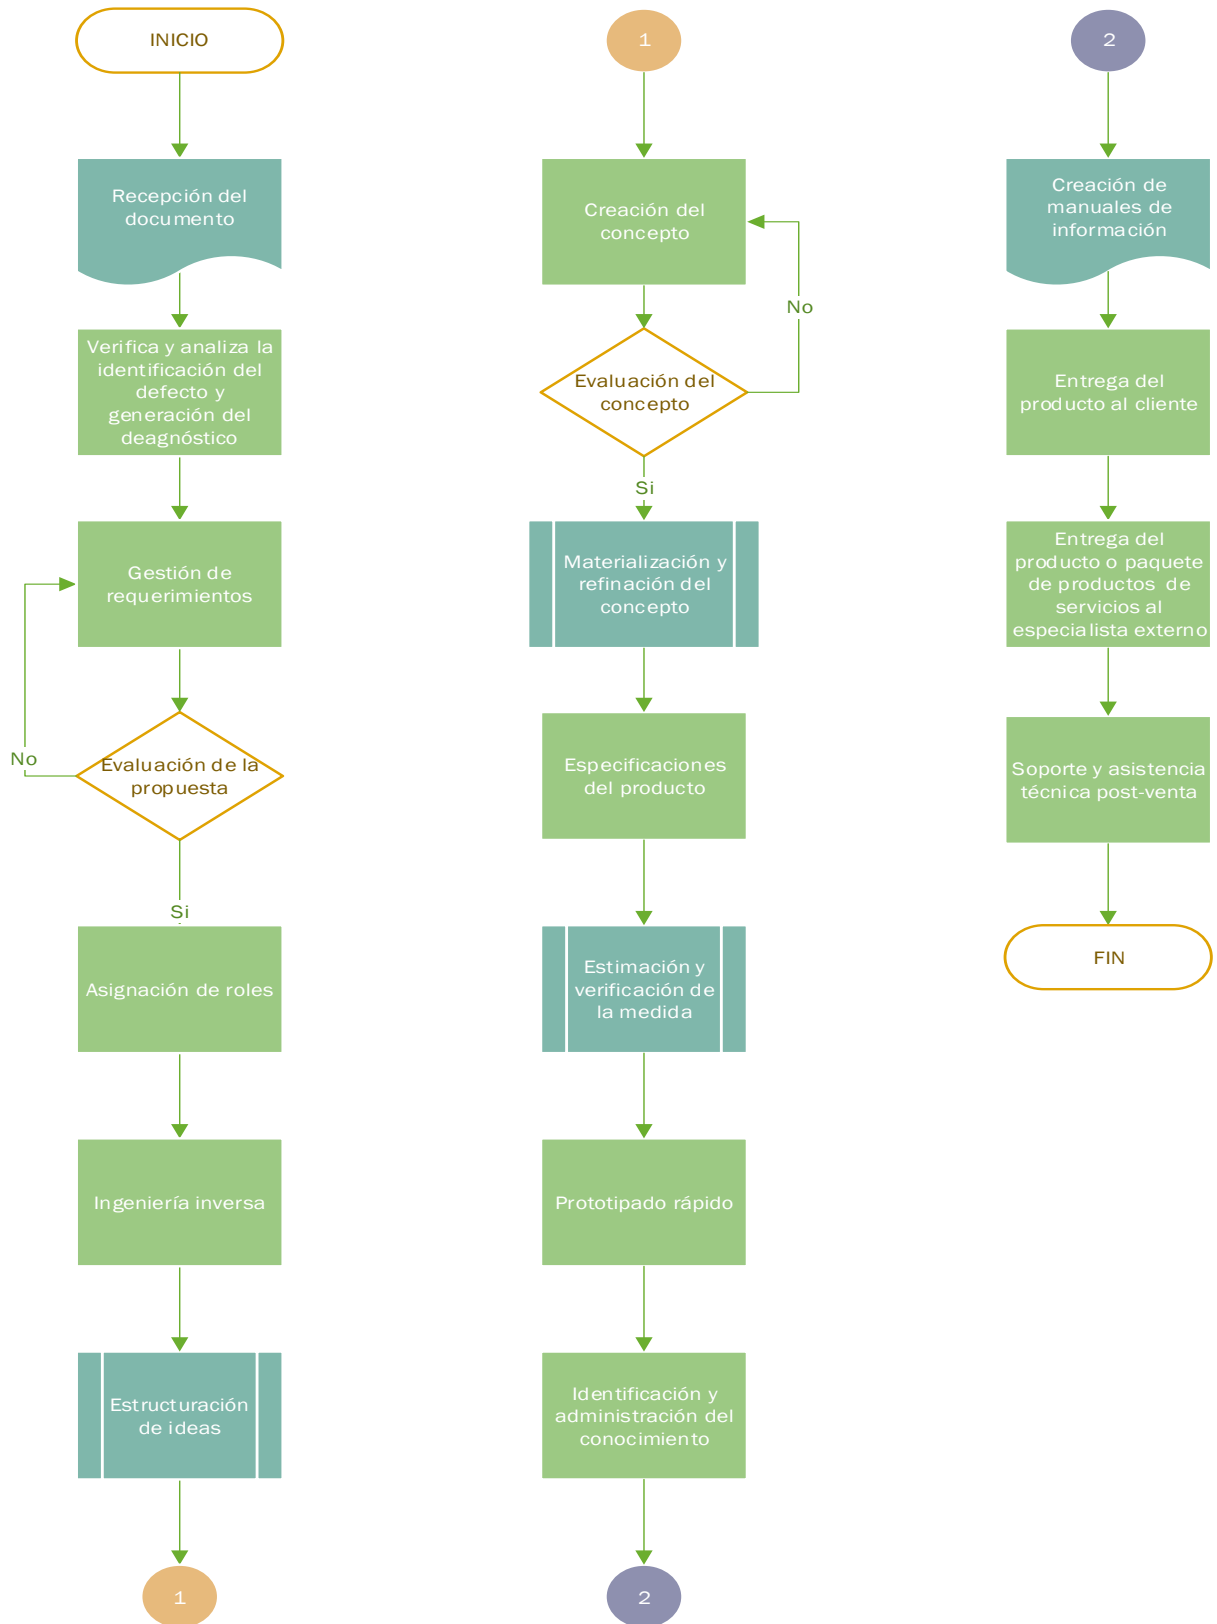 INICIO
Recepción del
documento
Verifica y analiza la
identificación del
defecto y
generación del
deagnóstico
Gestión de
requerimientos
No
Evaluación de la
propuesta
Si
Asignación de roles
Ingeniería inversa
Estructuración
de ideas
1
1
Creación del
concepto
No
Evaluación del
concepto
Si
Materialización y
refinación del
concepto
Especificaciones
del producto
Estimación y
verificación de
la medida
Prototipado rápido
Identificación y
administración del
conocimiento
2
2
Creación de
manuales de
información
Entrega del
producto al cliente
Entrega del
producto o paquete
de productos de
servicios al
especialista externo
Soporte y asistencia
técnica post-venta
FIN